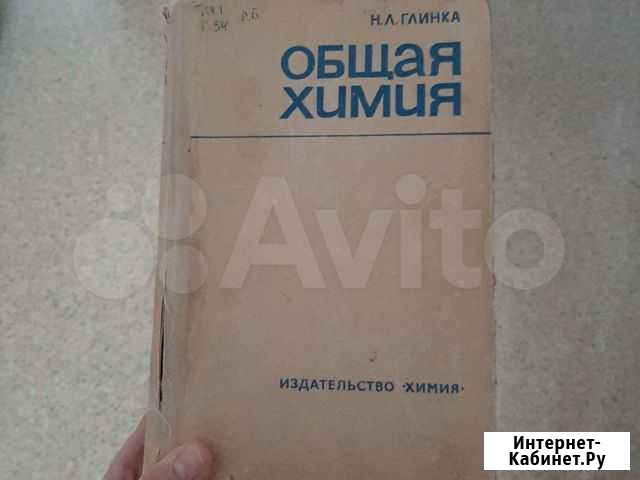 Н.Л. ГЛИНКА
ОБЩАЯ
ХИМИЯ
Avito
ИЗДАТЕЛЬСТВО «ХИМИЯ»
Интернет-
Кабинет.Ру